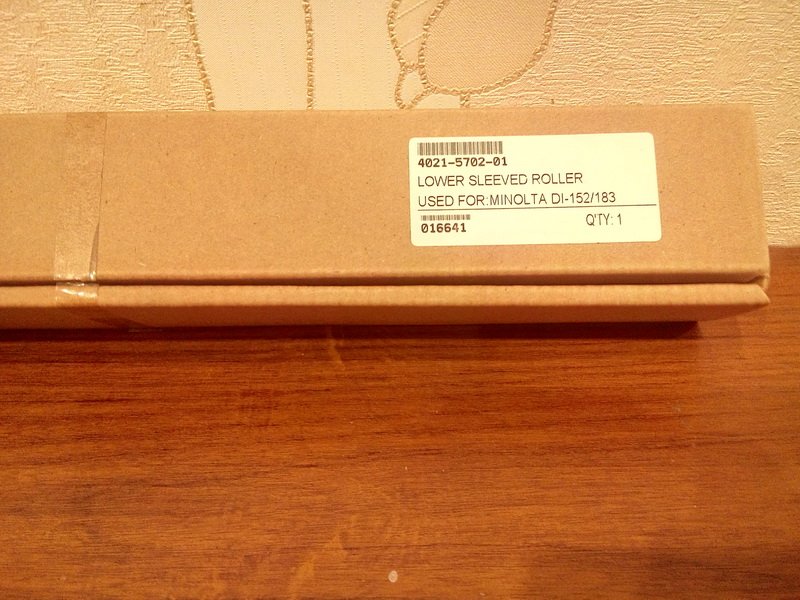 4021-5702-01
LOWER SLEEVED ROLLER
USED FOR:MINOLTA DI-152/183
016641
Q'TY: 1